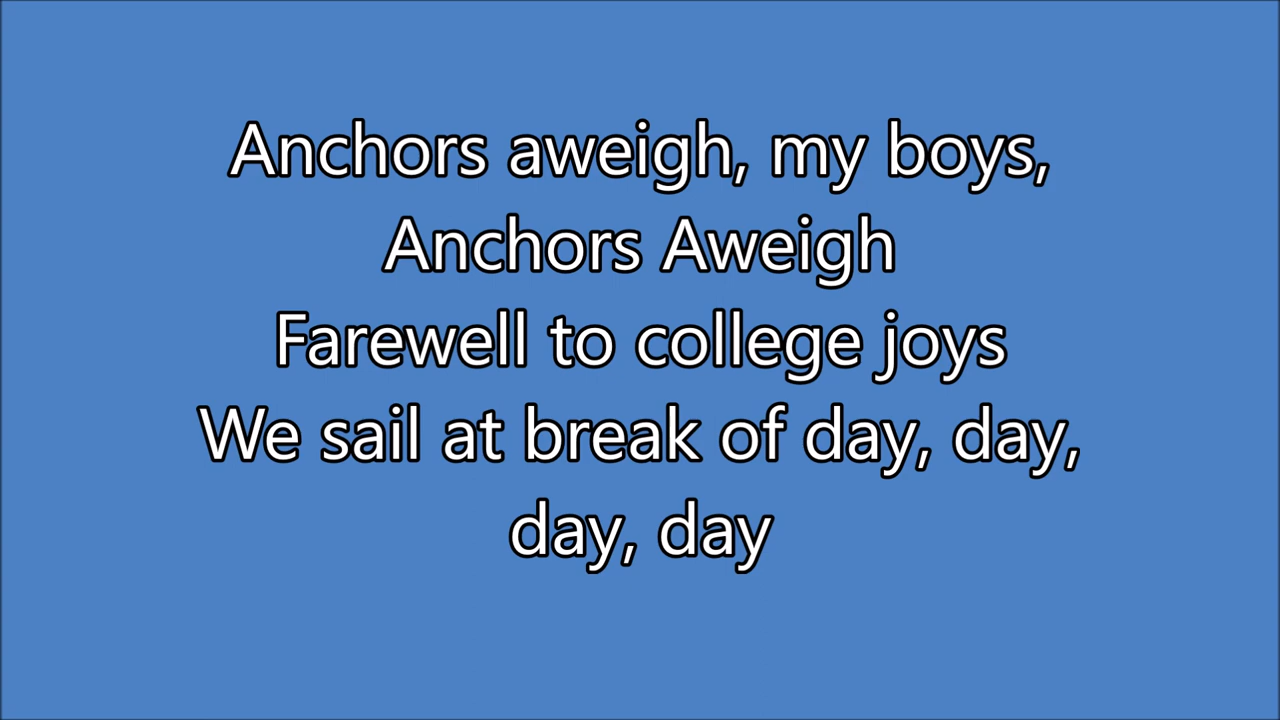 Anchors aweigh, my boys,
Anchors Aweigh
Farewell to college joys
We sail at break of day, day,
day, day